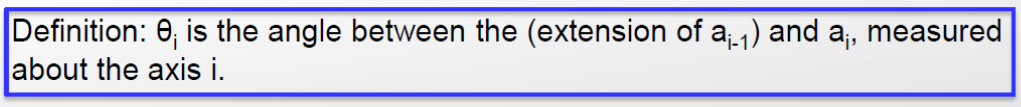 Definition: θᵢ is the angle between the (extension of aᵢ₋₁) and aᵢ, measured
about the axis i.